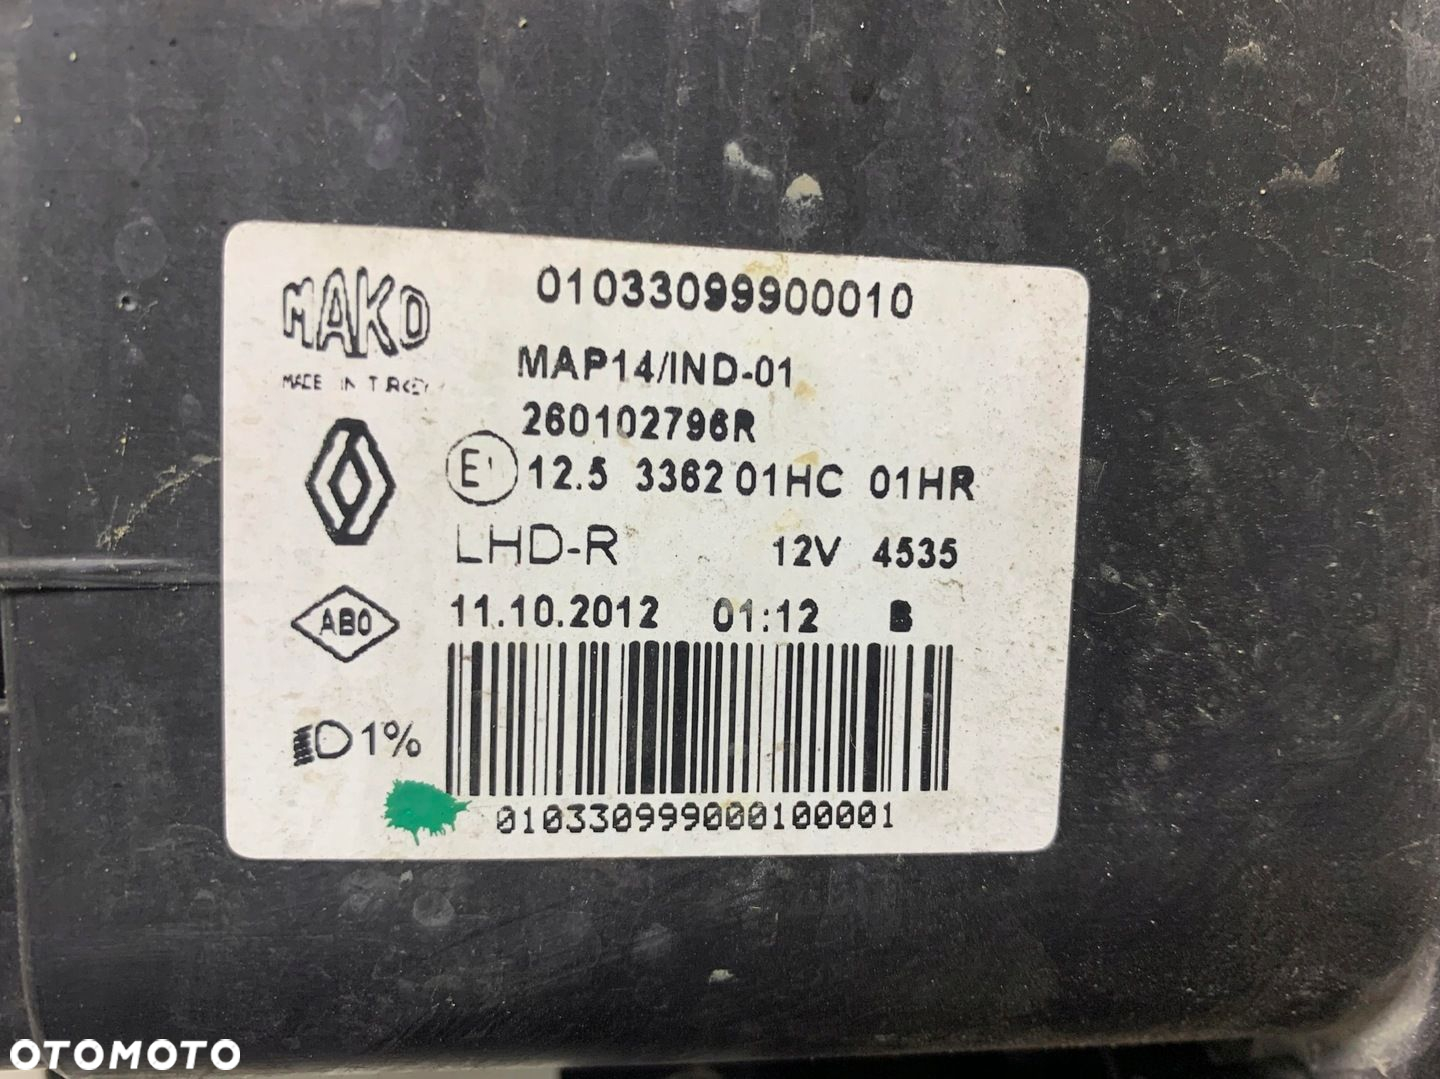 MAKO
01033099900010
MADE IN TURKEY
MAP14/IND-01
260102796R
E1 12.5 3362 01HC 01HR
LHD-R 12V 4535
11.10.2012 01:12 B
ABO
1%
010330999000100001
OTOMOTO